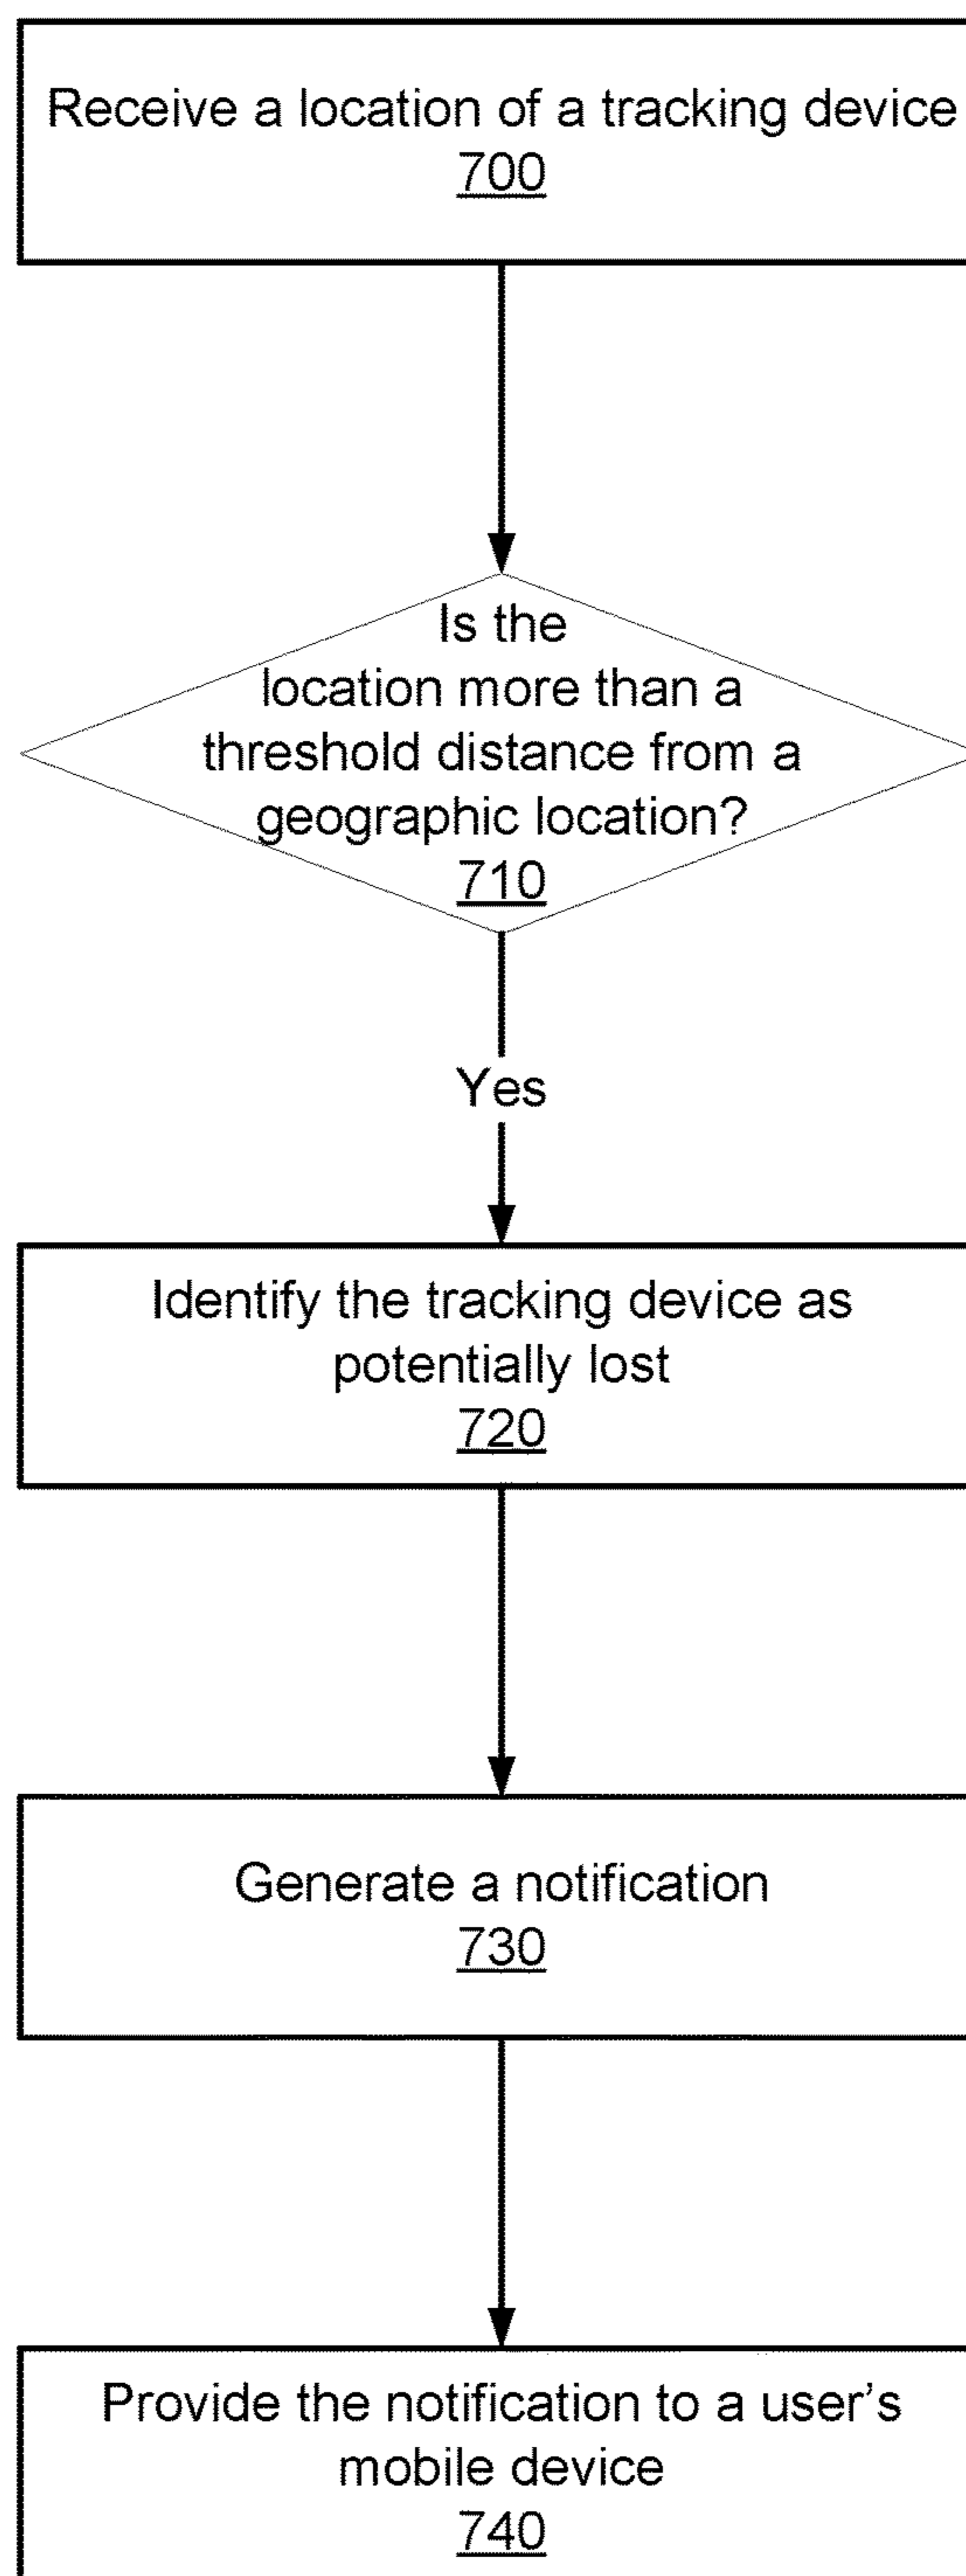 Receive a location of a tracking device
700
Is the
location more than a
threshold distance from a
geographic location?
710
Yes
Identify the tracking device as
potentially lost
720
Generate a notification
730
Provide the notification to a user’s
mobile device
740